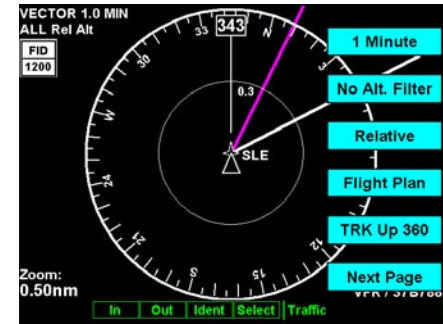 VECTOR 1.0 MIN
ALL Rel Alt
FID
1200
343
33
N
3
30
W
24
21
S
15
12
0.3
SLE
1 Minute
No Alt. Filter
Relative
Flight Plan
TRK Up 360
Next Page
Zoom:
0.50nm
In Out Ident Select Traffic